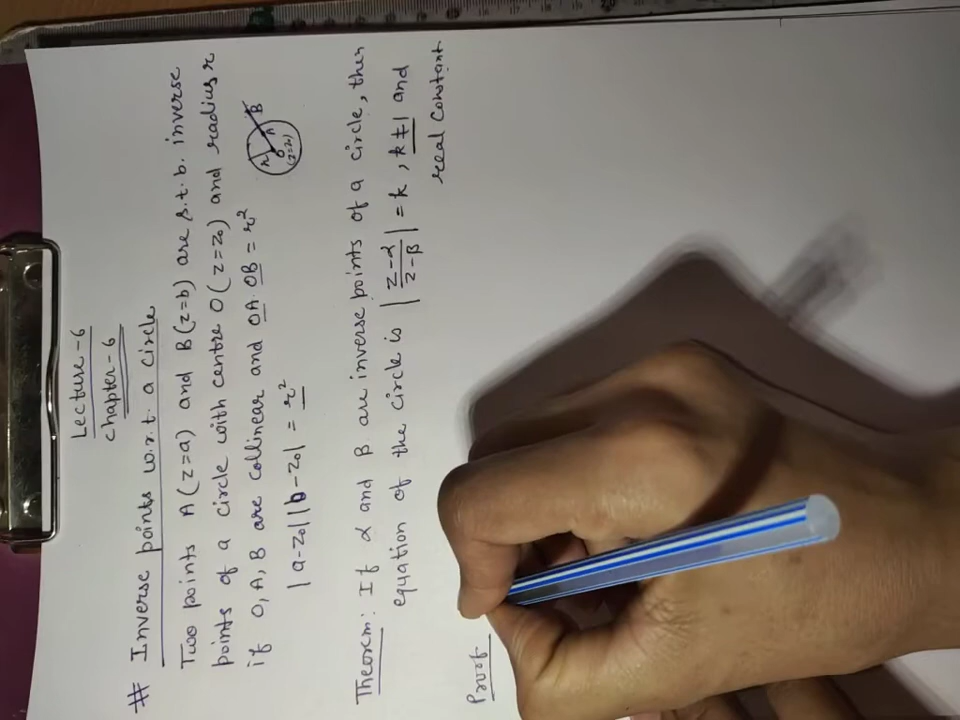 Lecture-6
chapter-6
# Inverse points w.r.t. a circle
Two points A(z=a) and B(z=b) are s.t.b. inverse
points of a circle with centre O(z=z₀) and radius r
if O, A, B are collinear and OA·OB = r²
r O A B
(z=z₀)
|a-z₀||b-z₀| = r²
Theorem: If α and β are inverse points of a circle, then
equation of the circle is |(z-α)/(z-β)| = k, k≠1 and
real constant
Proof